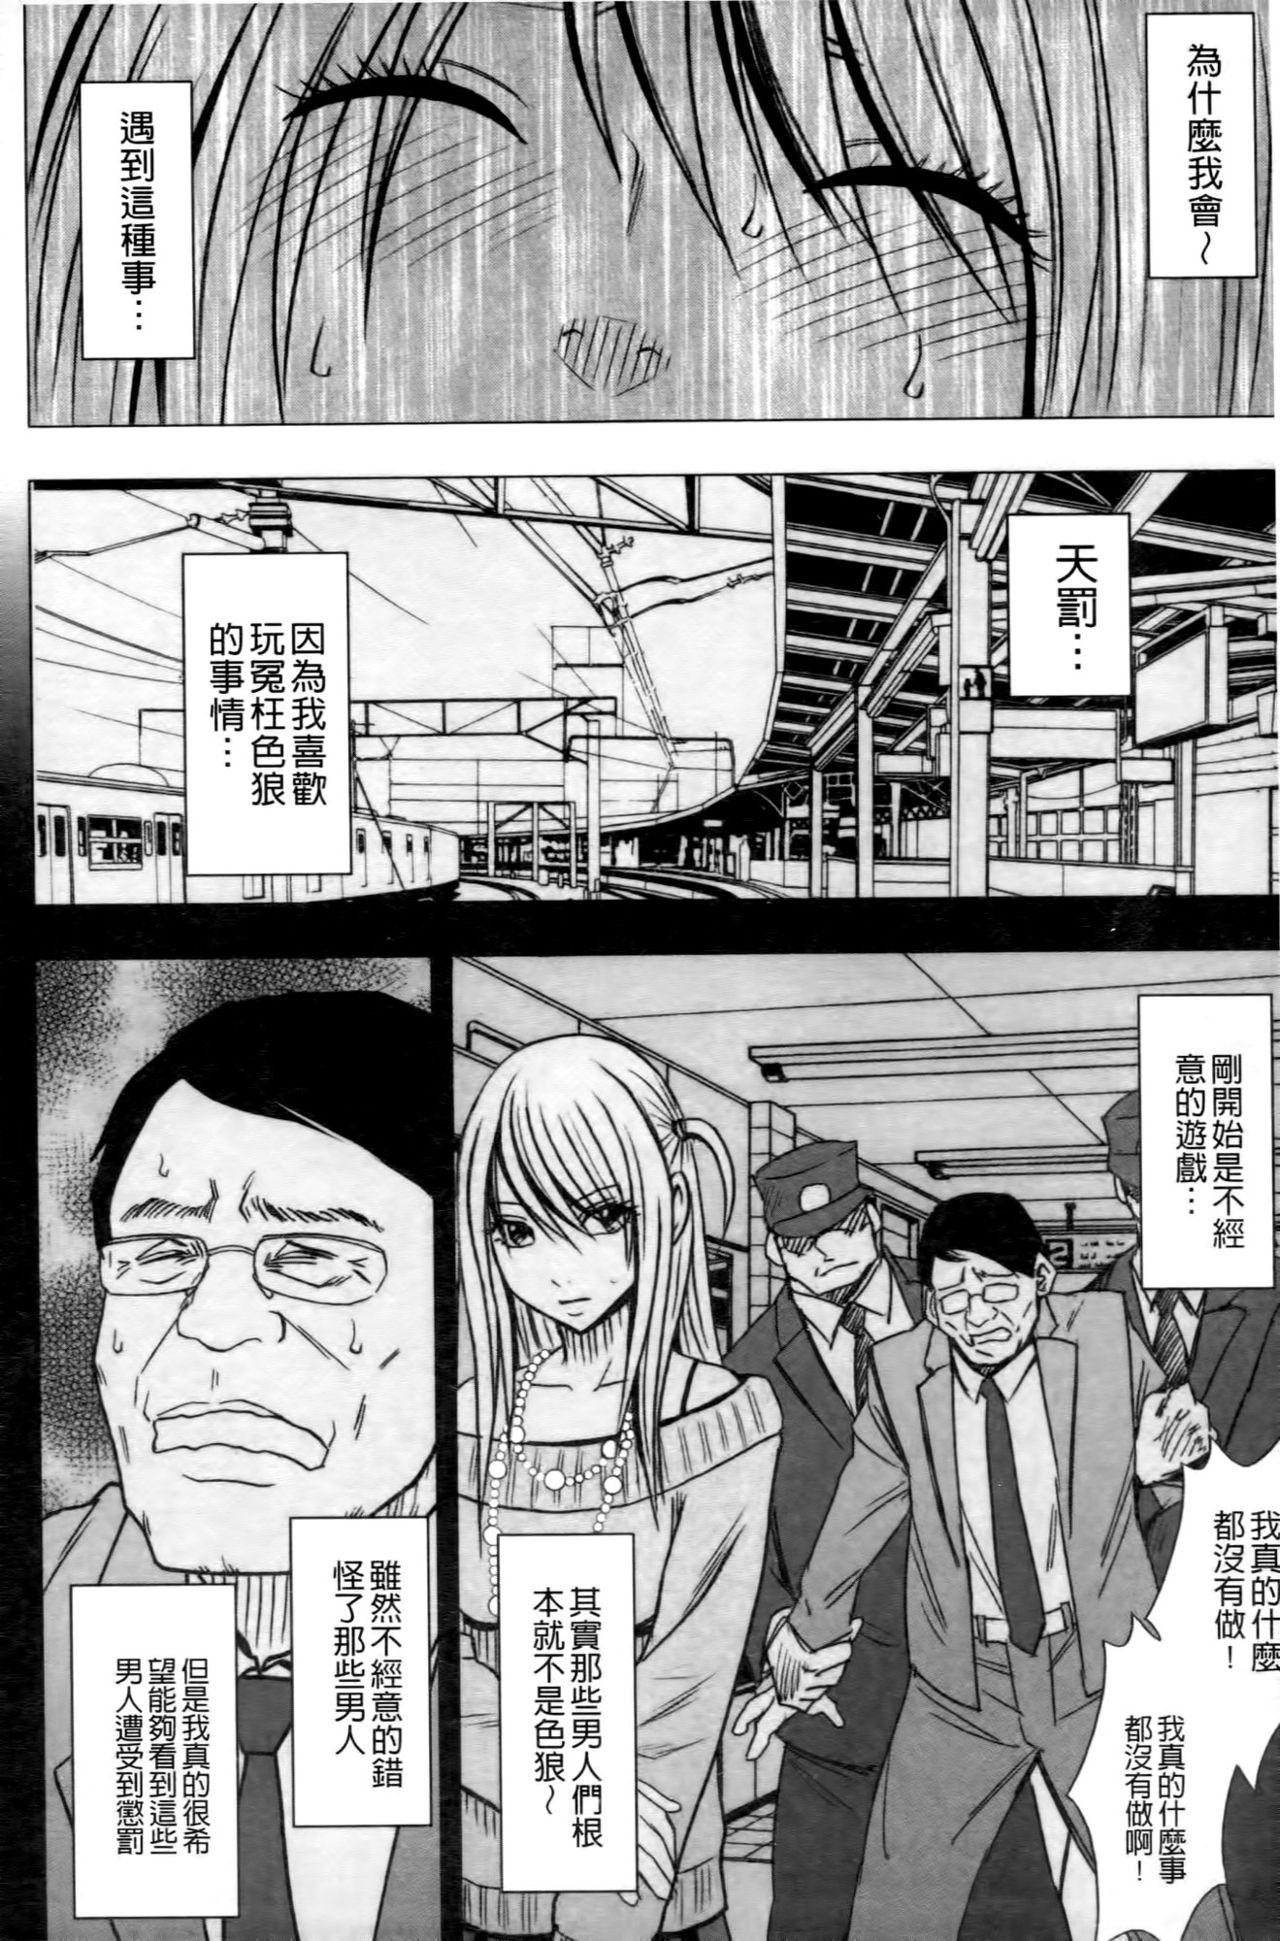 為什麼我會～
遇到這種事…
天罰…
因為我喜歡
玩冤枉色狼
的事情…
剛開始是不經
意的遊戲…
我真的什麼
都沒有做！
我真的什麼事
都沒有做啊！
其實那些男人們根
本就不是色狼～
雖然不經意的錯
怪了那些男人
但是我真的很希
望能夠看到這些
男人遭受到懲罰
2